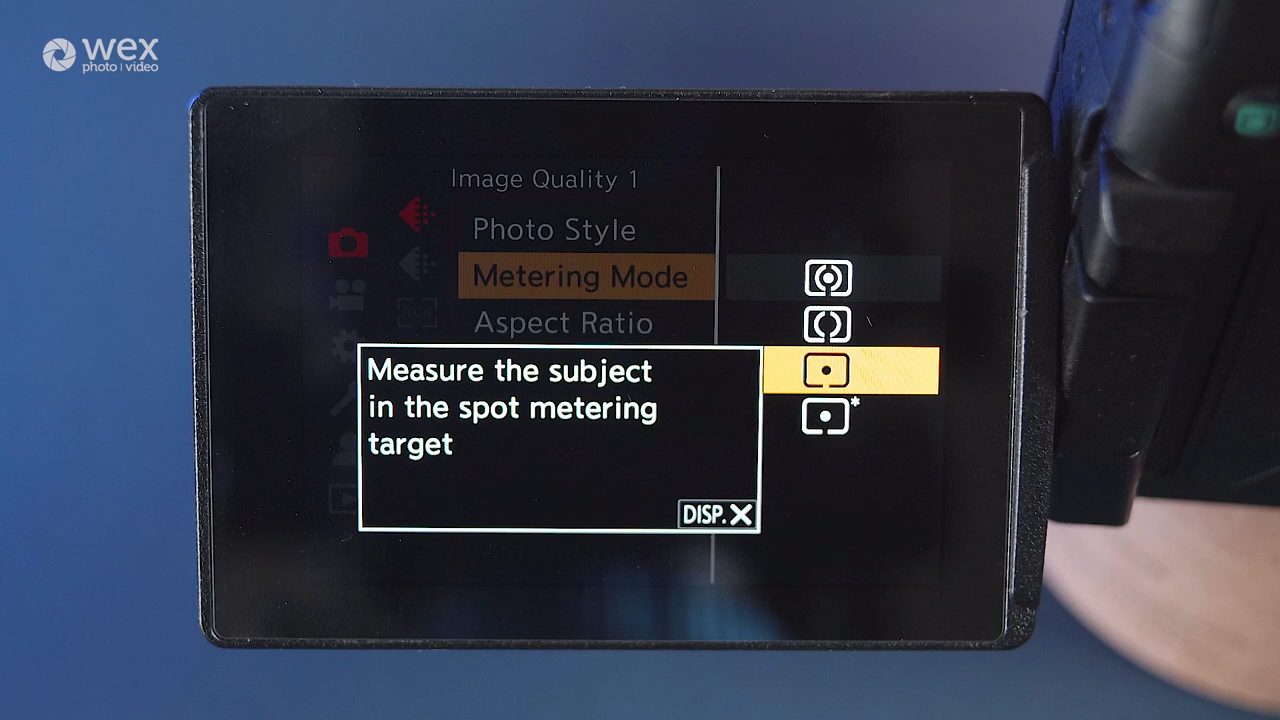 wex
photo | video
Image Quality 1
Photo Style
Metering Mode
Aspect Ratio
FOCUS
Measure the subject
in the spot metering
target
*
DISP. X